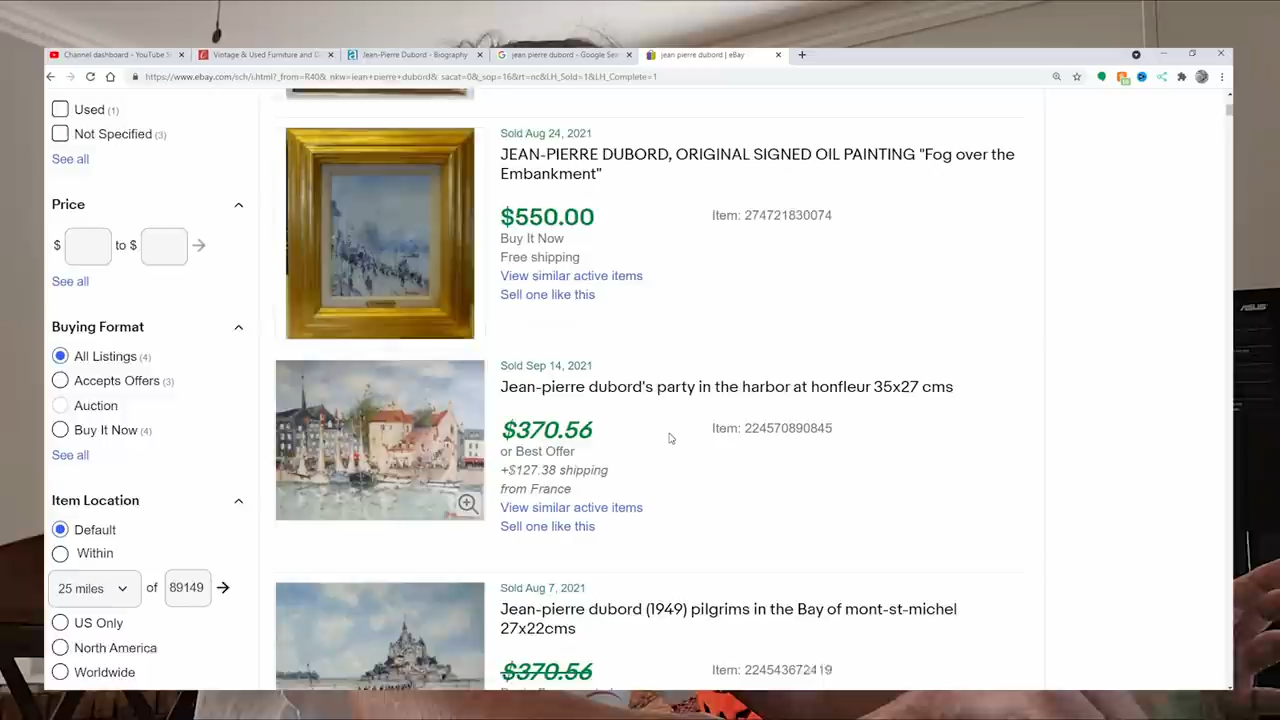 Channel dashboard - YouTube S
Vintage & Used Furniture and D
Jean-Pierre Dubord - Biography
jean pierre dubord - Google Sea
jean pierre dubord | eBay
https://www.ebay.com/sch/i.html?_from=R40&_nkw=jean+pierre+dubord&_sacat=0&_sop=16&rt=nc&LH_Sold=1&LH_Complete=1
Used (1)
Not Specified (3)
See all
Price
$ to $
See all
Buying Format
All Listings (4)
Accepts Offers (3)
Auction
Buy It Now (4)
See all
Item Location
Default
Within
25 miles of 89149
US Only
North America
Worldwide
Sold Aug 24, 2021
JEAN-PIERRE DUBORD, ORIGINAL SIGNED OIL PAINTING "Fog over the
Embankment"
$550.00
Item: 274721830074
Buy It Now
Free shipping
View similar active items
Sell one like this
Sold Sep 14, 2021
Jean-pierre dubord's party in the harbor at honfleur 35x27 cms
$370.56
Item: 224570890845
or Best Offer
+$127.38 shipping
from France
View similar active items
Sell one like this
Sold Aug 7, 2021
Jean-pierre dubord (1949) pilgrims in the Bay of mont-st-michel
27x22cms
$370.56
Item: 224543672419
ASUS